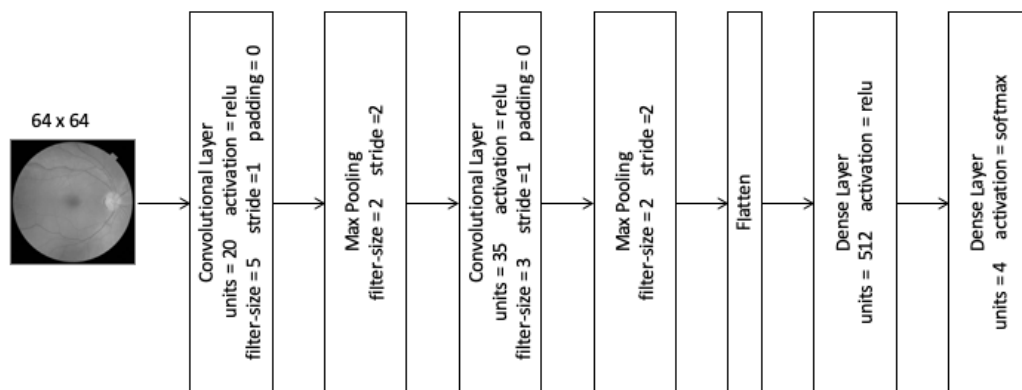 64 x 64
Convolutional Layer
units = 20 activation = relu
filter-size = 5 stride =1 padding = 0
Max Pooling
filter-size = 2 stride =2
Convolutional Layer
units = 35 activation = relu
filter-size = 3 stride =1 padding = 0
Max Pooling
filter-size = 2 stride =2
Flatten
Dense Layer
units = 512 activation = relu
Dense Layer
units = 4 activation = softmax